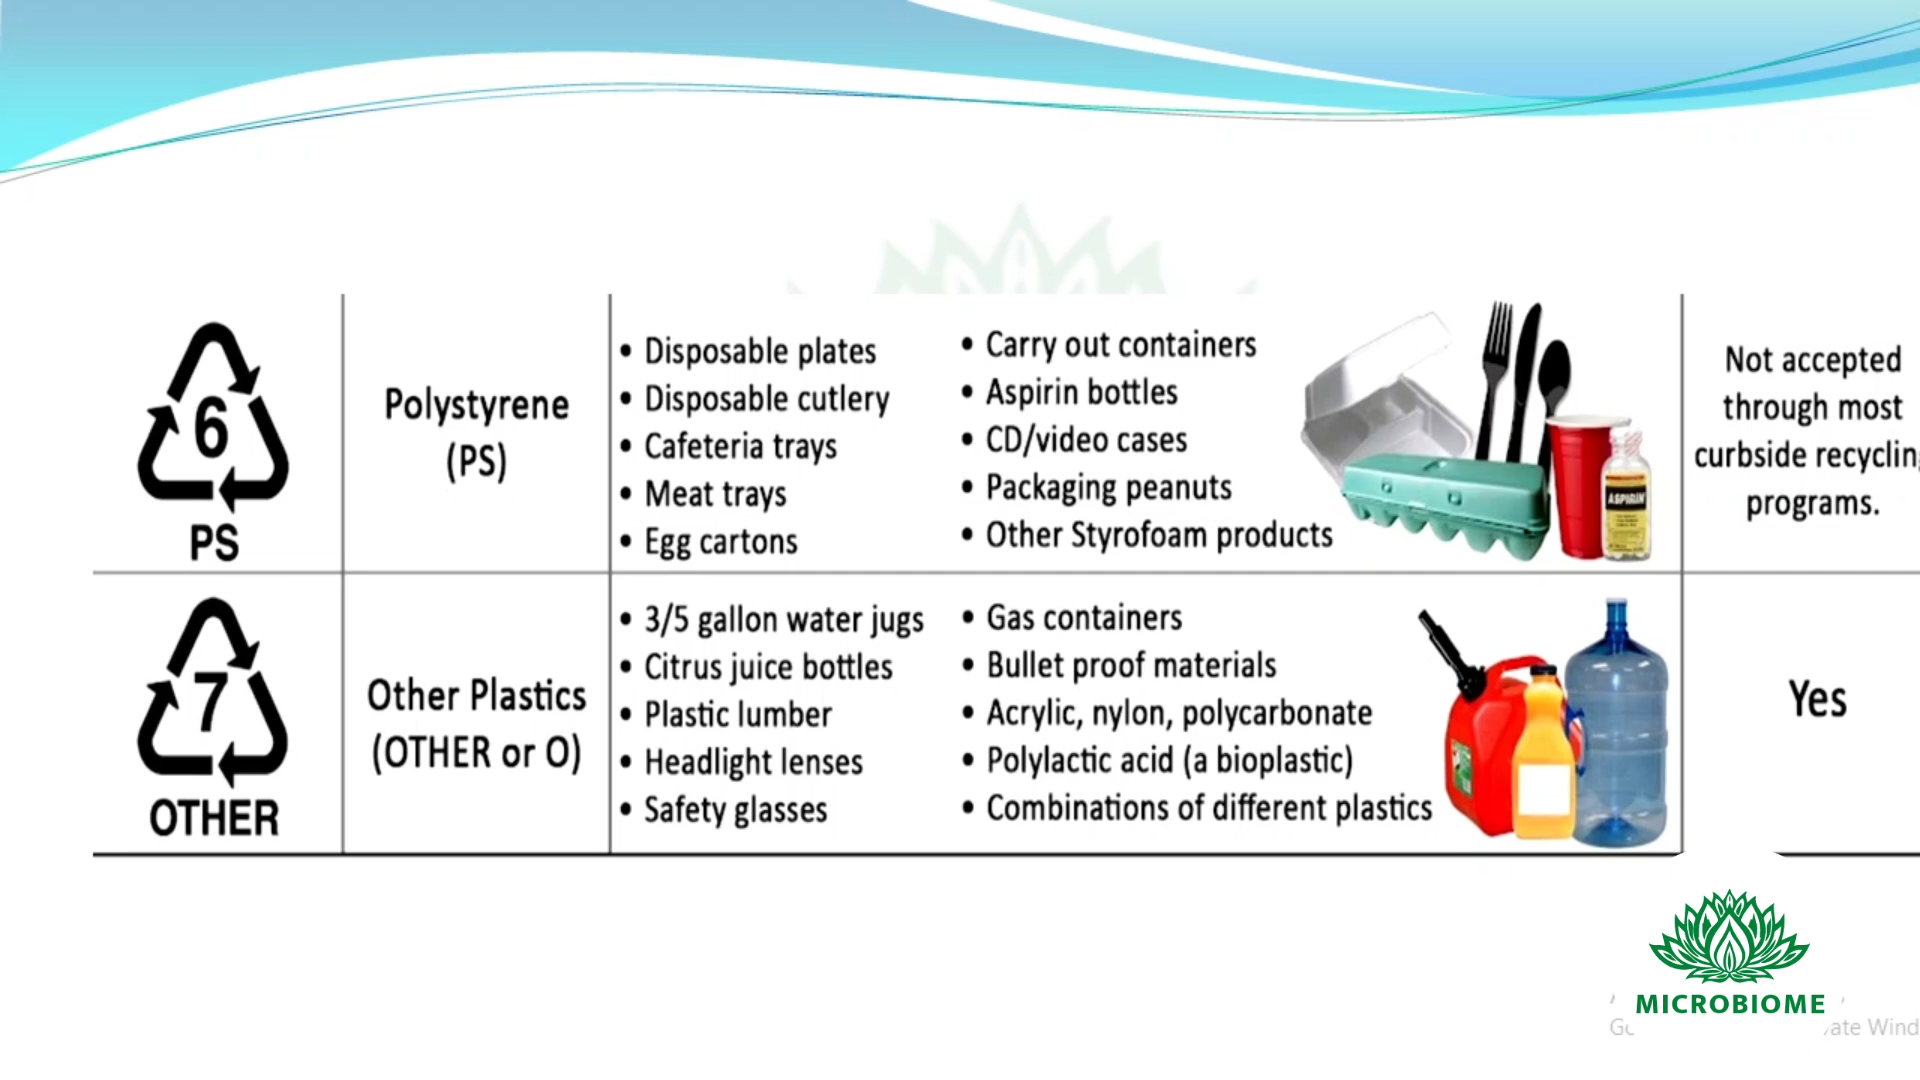 6
PS
Polystyrene
(PS)
• Disposable plates
• Disposable cutlery
• Cafeteria trays
• Meat trays
• Egg cartons
• Carry out containers
• Aspirin bottles
• CD/video cases
• Packaging peanuts
• Other Styrofoam products
ASPIRIN
Not accepted
through most
curbside recyclin
programs.
7
OTHER
Other Plastics
(OTHER or O)
• 3/5 gallon water jugs
• Citrus juice bottles
• Plastic lumber
• Headlight lenses
• Safety glasses
• Gas containers
• Bullet proof materials
• Acrylic, nylon, polycarbonate
• Polylactic acid (a bioplastic)
• Combinations of different plastics
Yes
MICROBIOME